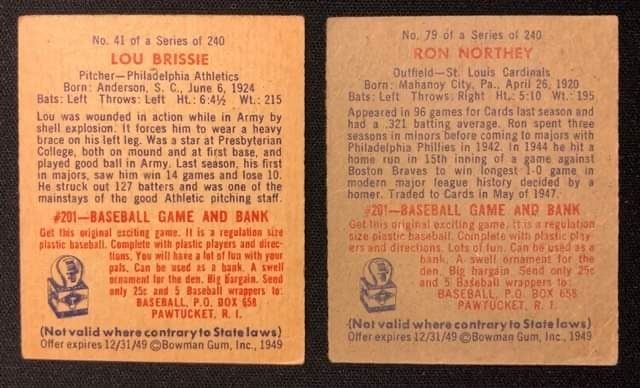 No. 41 of a Series of 240
LOU BRISSIE
Pitcher—Philadelphia Athletics
Born: Anderson, S. C., June 6, 1924
Bats: Left Throws: Left Ht.: 6:4½ Wt.: 215
Lou was wounded in action while in Army by
shell explosion. It forces him to wear a heavy
brace on his left leg. Was a star at Presbyterian
College, both on mound and at first base, and
played good ball in Army. Last season, his first
in majors, saw him win 14 games and lose 10.
He struck out 127 batters and was one of the
mainstays of the good Athletic pitching staff.
#201—BASEBALL GAME AND BANK
Get this original exciting game. It is a regulation size
plastic baseball. Complete with plastic players and direc-
tions. You will have a lot of fun with your
pals. Can be used as a bank. A swell
ornament for the den. Big Bargain. Send
only 25c and 5 Baseball wrappers to:
BASEBALL, P.O. BOX 658
PAWTUCKET, R. I.
(Not valid where contrary to State laws)
Offer expires 12/31/49 ©Bowman Gum, Inc., 1949
No. 79 of a Series of 240
RON NORTHEY
Outfield—St. Louis Cardinals
Born: Mahanoy City, Pa., April 26, 1920
Bats: Left Throws: Right Ht.: 5:10 Wt.: 195
Appeared in 96 games for Cards last season and
had a .321 batting average. Ron spent three
seasons in minors before coming to majors with
Philadelphia Phillies in 1942. In 1944 he hit a
home run in 15th inning of a game against
Boston Braves to win longest 1-0 game in
modern major league history decided by a
homer. Traded to Cards in May of 1947.
#201—BASEBALL GAME AND BANK
Get this original exciting game. It is a regulation
size plastic baseball. Complete with plastic play-
ers and directions. Lots of fun. Can be used as a
bank. A swell ornament for the
den. Big bargain. Send only 25c
and 5 Baseball wrappers to:
BASEBALL, P.O. BOX 658
PAWTUCKET, R. I.
(Not valid where contrary to State laws)
Offer expires 12/31/49 ©Bowman Gum, Inc., 1949